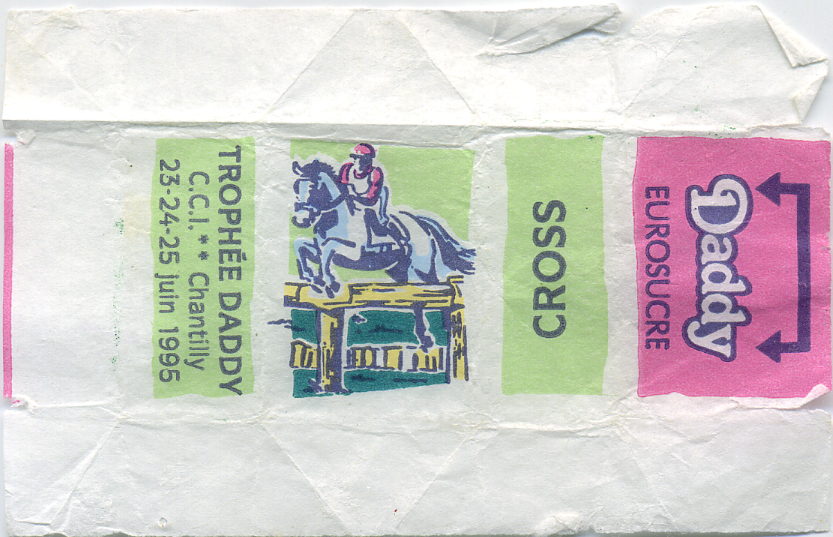 TROPHÉE DADDY
C.C.I. ** Chantilly
23-24-25 juin 1995
CROSS
Daddy
EUROSUCRE